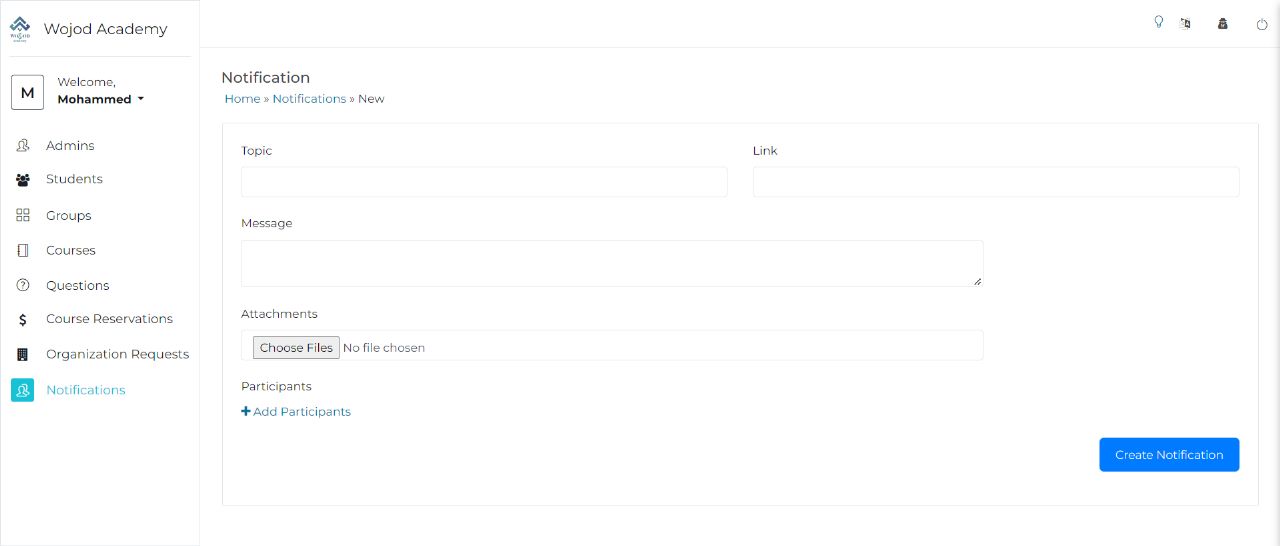 WOJOD
Wojod Academy
M
Welcome,
Mohammed
Admins
Students
Groups
Courses
Questions
Course Reservations
Organization Requests
Notifications
Notification
Home » Notifications » New
Topic
Link
Message
Attachments
Choose Files No file chosen
Participants
Add Participants
Create Notification